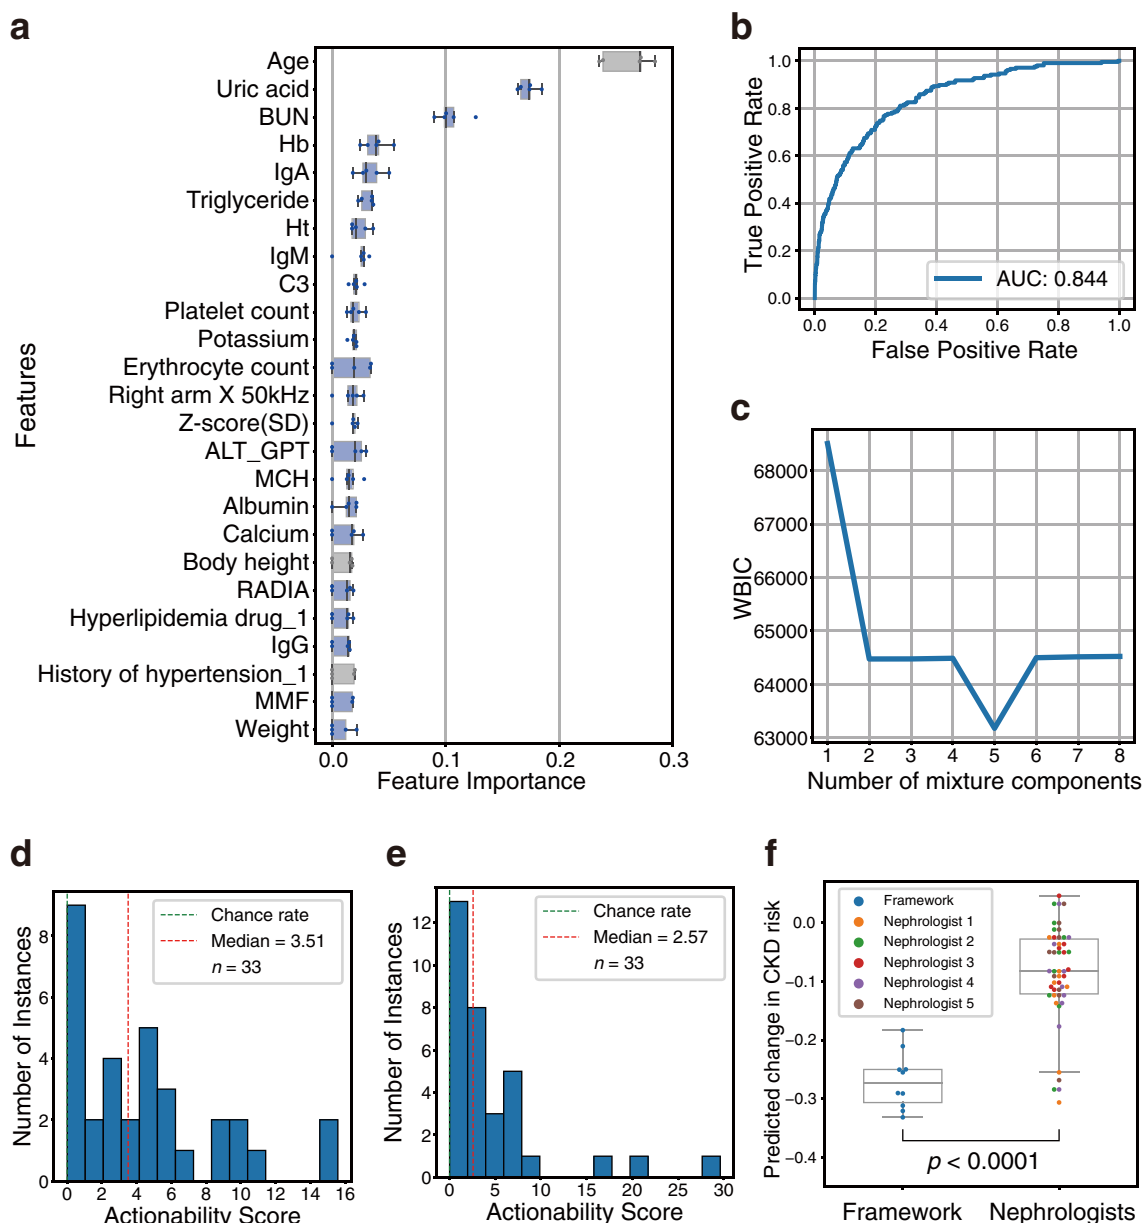 a
Features
Age
Uric acid
BUN
Hb
IgA
Triglyceride
Ht
IgM
C3
Platelet count
Potassium
Erythrocyte count
Right arm X 50kHz
Z-score(SD)
ALT_GPT
MCH
Albumin
Calcium
Body height
RADIA
Hyperlipidemia drug_1
IgG
History of hypertension_1
MMF
Weight
0.0 0.1 0.2 0.3
Feature Importance
b
True Positive Rate
1.0
0.8
0.6
0.4
0.2
0.0
AUC: 0.844
0.0 0.2 0.4 0.6 0.8 1.0
False Positive Rate
c
WBIC
68000
67000
66000
65000
64000
63000
1 2 3 4 5 6 7 8
Number of mixture components
d
Number of Instances
8
6
4
2
0
Chance rate
Median = 3.51
n = 33
0 2 4 6 8 10 12 14 16
Actionability Score
e
Number of Instances
12
10
8
6
4
2
0
Chance rate
Median = 2.57
n = 33
0 5 10 15 20 25 30
Actionability Score
f
Predicted change in CKD risk
0.0
−0.1
−0.2
−0.3
−0.4
Framework
Nephrologist 1
Nephrologist 2
Nephrologist 3
Nephrologist 4
Nephrologist 5
p < 0.0001
Framework Nephrologists